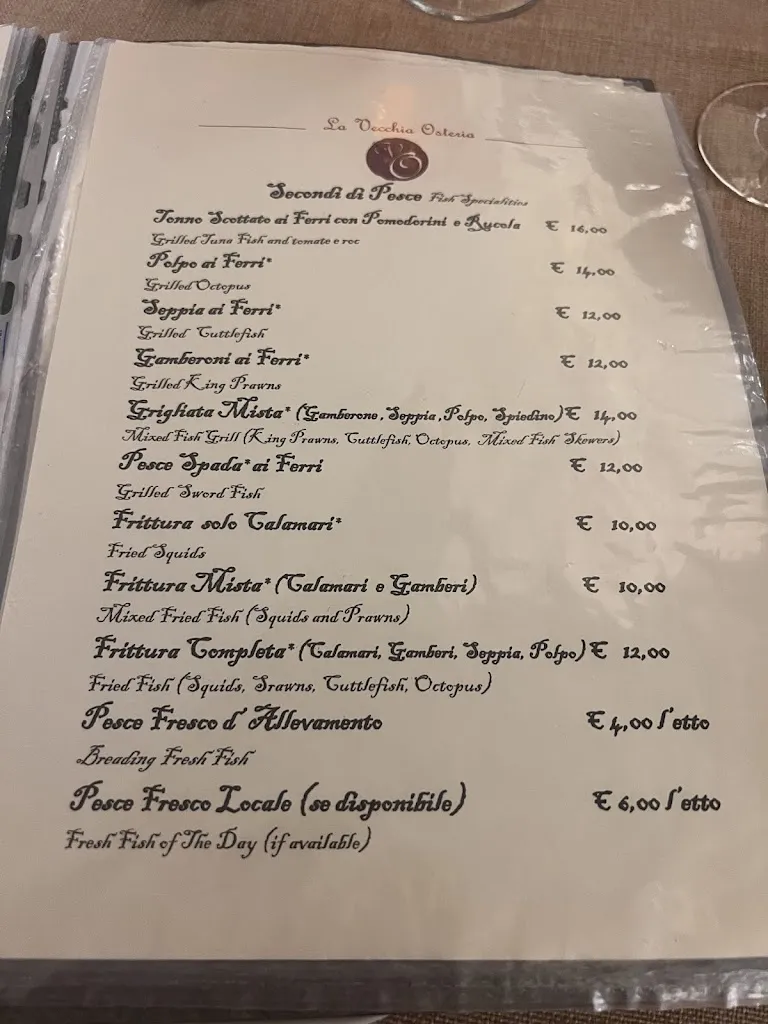 La Vecchia Osteria
VO
Secondi di Pesce Fish Specialities
Tonno Scottato ai Ferri con Pomodorini e Rucola € 16,00
Grilled Tuna Fish and tomate e roc
Polpo ai Ferri* € 14,00
Grilled Octopus
Seppia ai Ferri* € 12,00
Grilled Cuttlefish
Gamberoni ai Ferri* € 12,00
Grilled King Prawns
Grigliata Mista* (Gamberone, Seppia, Polpo, Spiedino) € 14,00
Mixed Fish Grill (King Prawns, Cuttlefish, Octopus, Mixed Fish Skewers)
Pesce Spada* ai Ferri € 12,00
Grilled Sword Fish
Frittura solo Calamari* € 10,00
Fried Squids
Frittura Mista* (Calamari e Gamberi) € 10,00
Mixed Fried Fish (Squids and Prawns)
Frittura Completa* (Calamari, Gamberi, Seppia, Polpo) € 12,00
Fried Fish (Squids, Srawns, Cuttlefish, Octopus)
Pesce Fresco d' Allevamento € 4,00 l'etto
Breading Fresh Fish
Pesce Fresco Locale (se disponibile) € 6,00 l'etto
Fresh Fish of The Day (if available)